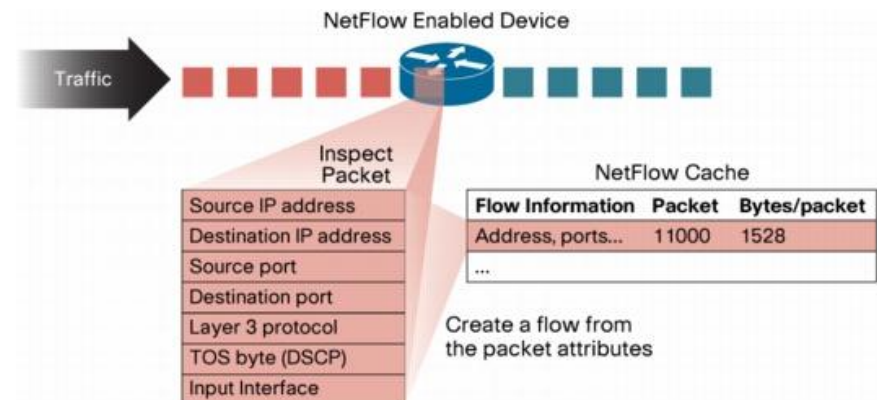 NetFlow Enabled Device
Traffic
Inspect
Packet
Source IP address
Destination IP address
Source port
Destination port
Layer 3 protocol
TOS byte (DSCP)
Input Interface
NetFlow Cache
Flow Information Packet Bytes/packet
Address, ports... 11000 1528
...
Create a flow from
the packet attributes